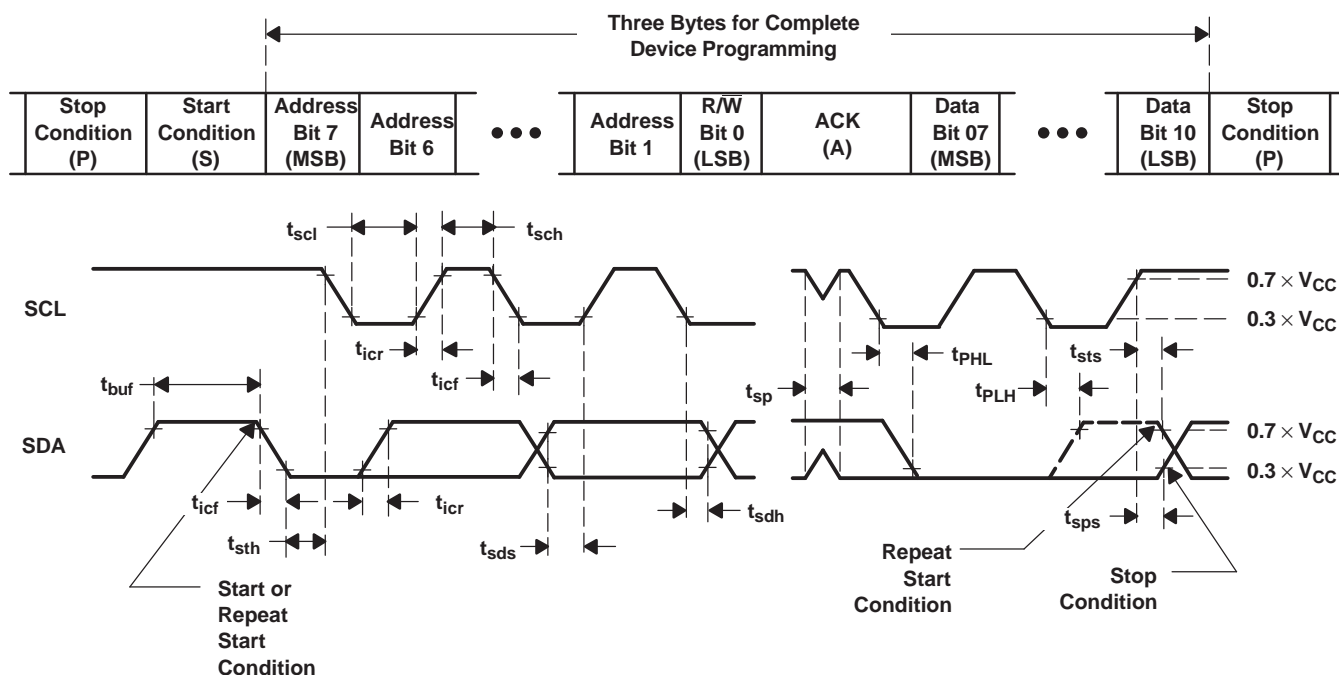 Three Bytes for Complete
Device Programming
Stop
Condition
(P)
Start
Condition
(S)
Address
Bit 7
(MSB)
Address
Bit 6
•••
Address
Bit 1
R/W̅
Bit 0
(LSB)
ACK
(A)
Data
Bit 07
(MSB)
•••
Data
Bit 10
(LSB)
Stop
Condition
(P)
tscl
tsch
SCL
0.7 × VCC
0.3 × VCC
ticr
ticf
tbuf
tPHL
tsts
tsp
tPLH
SDA
0.7 × VCC
0.3 × VCC
ticf
ticr
tsth
tsds
tsdh
tsps
Start or
Repeat
Start
Condition
Repeat
Start
Condition
Stop
Condition